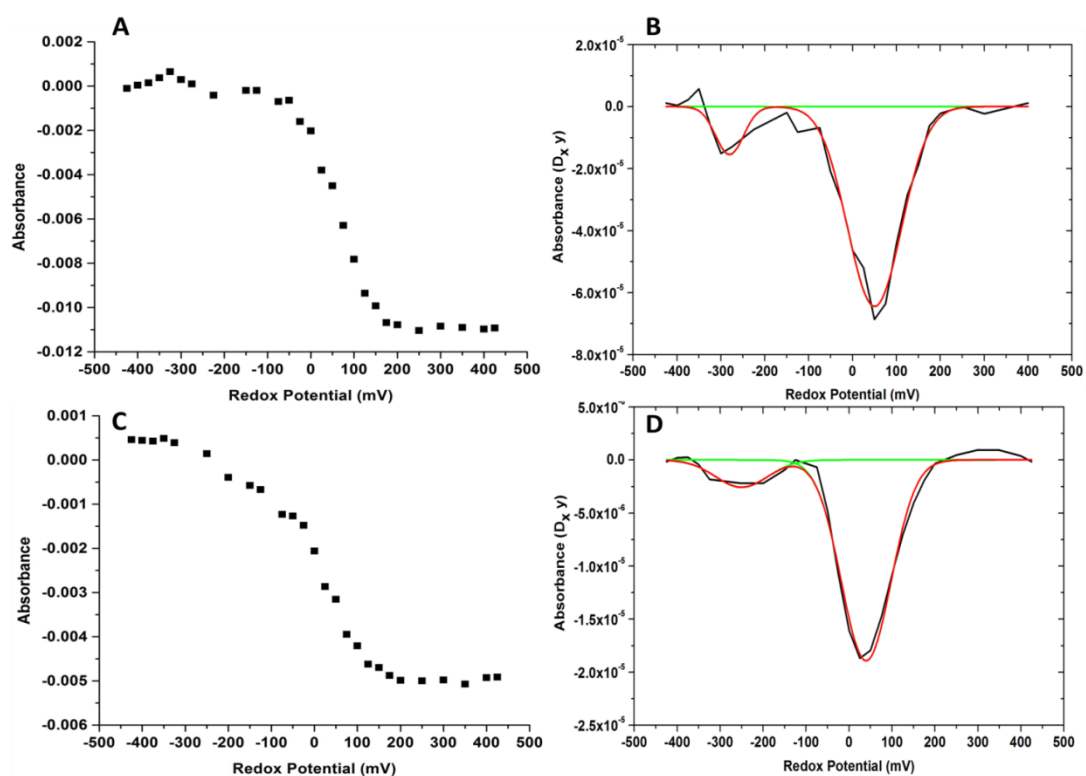 A
0.002
0.000
-0.002
-0.004
-0.006
-0.008
-0.010
-0.012
-500 -400 -300 -200 -100 0 100 200 300 400 500
Absorbance
Redox Potential (mV)
B
2.0x10⁻⁵
0.0
-2.0x10⁻⁵
-4.0x10⁻⁵
-6.0x10⁻⁵
-8.0x10⁻⁵
-500 -400 -300 -200 -100 0 100 200 300 400 500
Absorbance (Dₓ y)
Redox Potential (mV)
C
0.001
0.000
-0.001
-0.002
-0.003
-0.004
-0.005
-0.006
-500 -400 -300 -200 -100 0 100 200 300 400 500
Absorbance
Redox Potential (mV)
D
0.0
-5.0x10⁻⁶
-1.0x10⁻⁵
-1.5x10⁻⁵
-2.0x10⁻⁵
-2.5x10⁻⁵
-500 -400 -300 -200 -100 0 100 200 300 400 500
Absorbance (Dₓ y)
Redox Potential (mV)